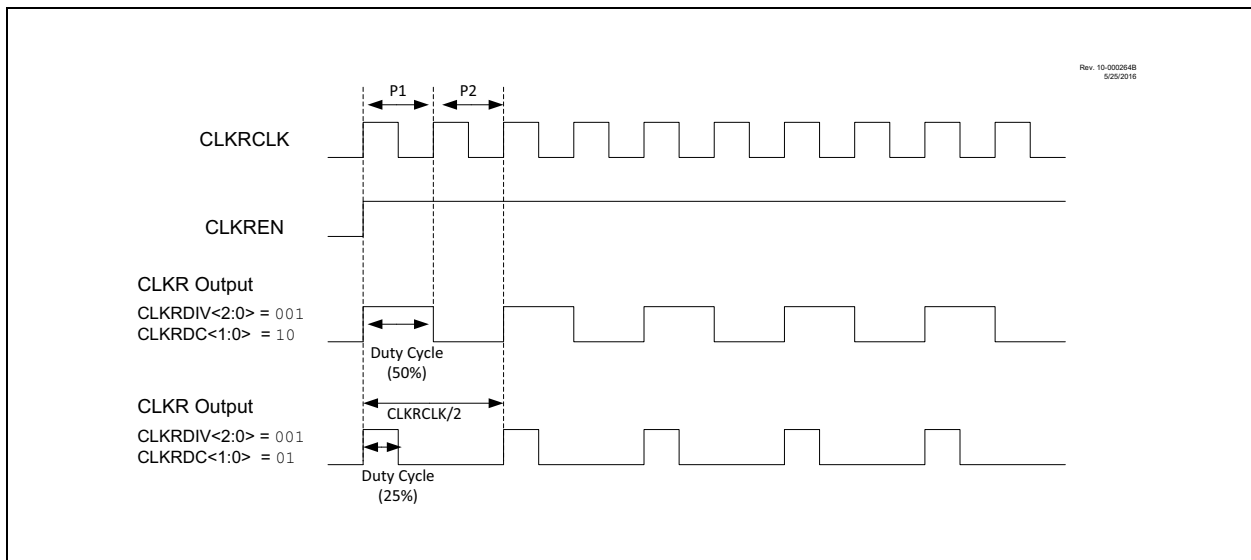 Rev. 10-000264B
5/25/2016
P1
P2
CLKRCLK
CLKREN
CLKR Output
CLKRDIV<2:0> = 001
CLKRDC<1:0> = 10
Duty Cycle
(50%)
CLKR Output
CLKRCLK/2
CLKRDIV<2:0> = 001
CLKRDC<1:0> = 01
Duty Cycle
(25%)